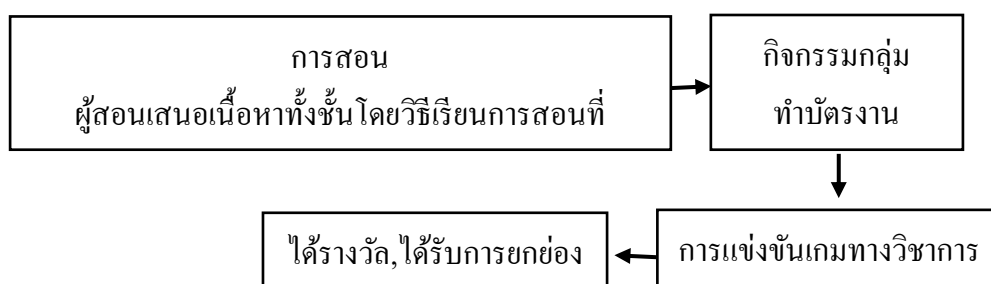 การสอน
ผู้สอนเสนอเนื้อหาทั้งชั้นโดยวิธีเรียนการสอนที่
กิจกรรมกลุ่ม
ทำบัตรงาน
การแข่งขันเกมทางวิชาการ
ได้รางวัล,ได้รับการยกย่อง